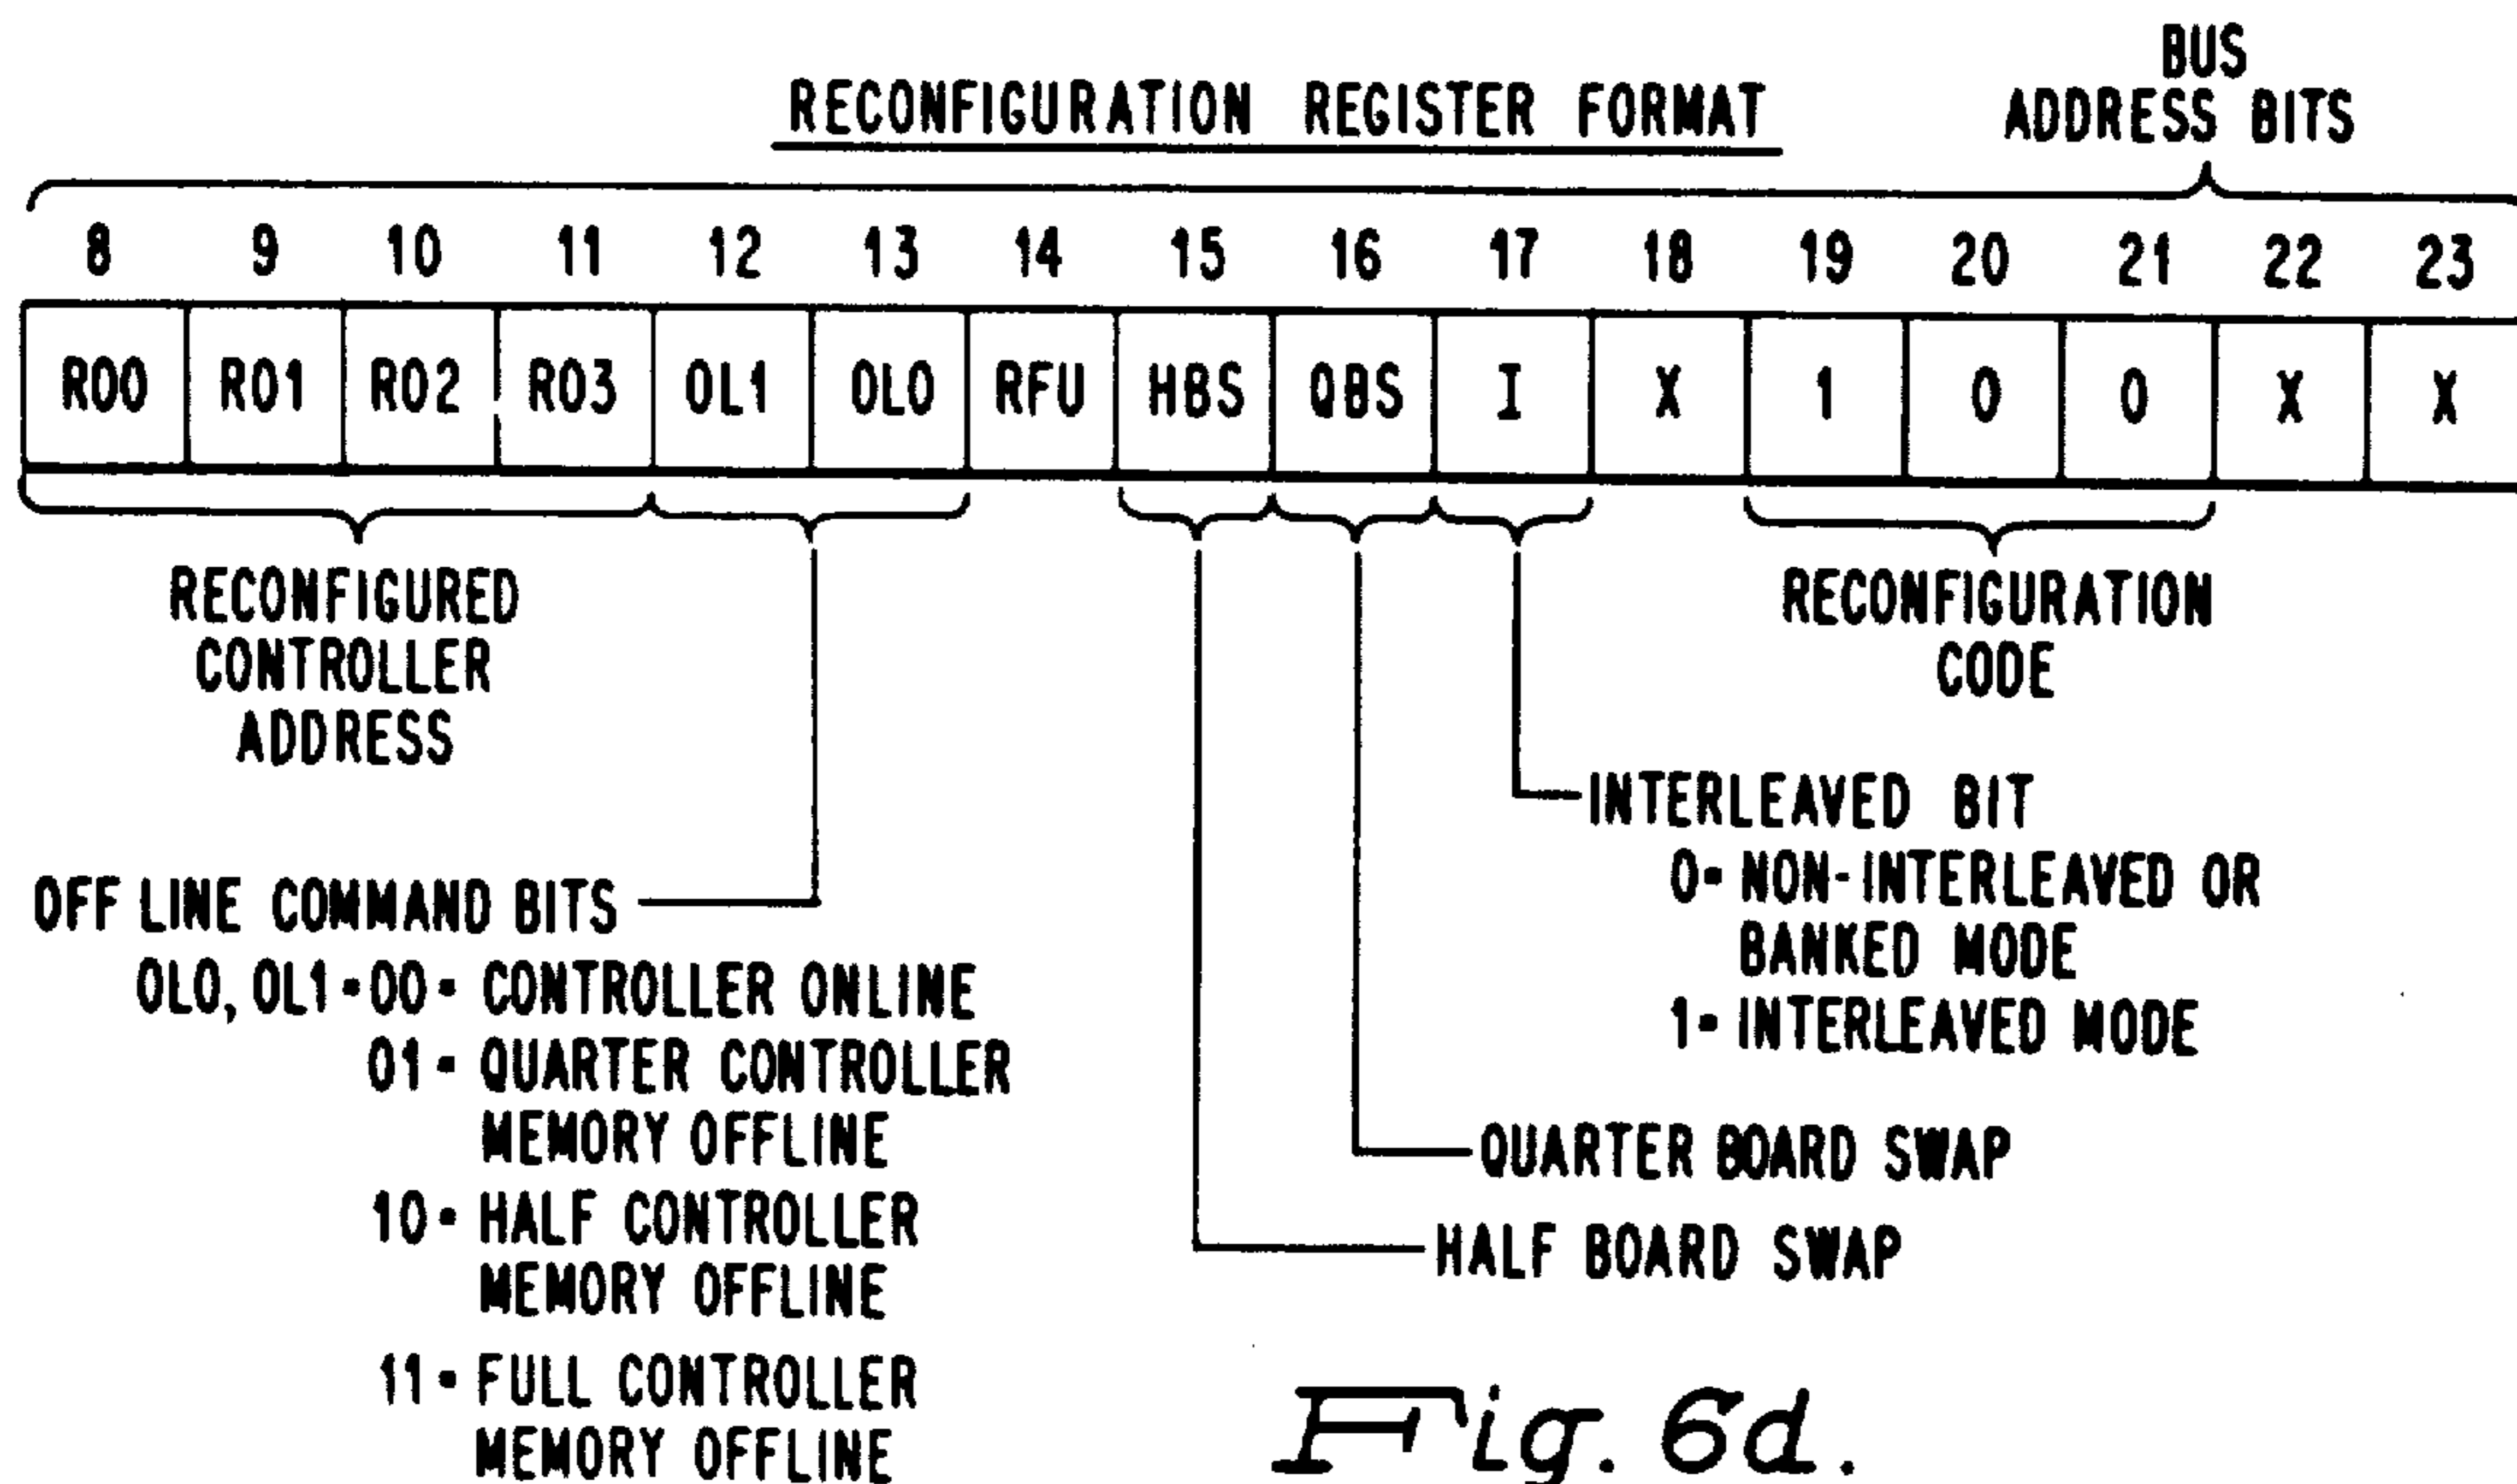 BUS
RECONFIGURATION REGISTER FORMAT ADDRESS BITS
8 9 10 11 12 13 14 15 16 17 18 19 20 21 22 23
R00 R01 R02 R03 OL1 OL0 RFU HBS QBS I X 1 0 0 X X
RECONFIGURED
CONTROLLER
ADDRESS
RECONFIGURATION
CODE
INTERLEAVED BIT
0= NON-INTERLEAVED OR
BANKED MODE
1= INTERLEAVED MODE
OFF LINE COMMAND BITS
OL0, OL1=00= CONTROLLER ONLINE
01= QUARTER CONTROLLER
MEMORY OFFLINE
10= HALF CONTROLLER
MEMORY OFFLINE
11= FULL CONTROLLER
MEMORY OFFLINE
QUARTER BOARD SWAP
HALF BOARD SWAP
Fig. 6d.